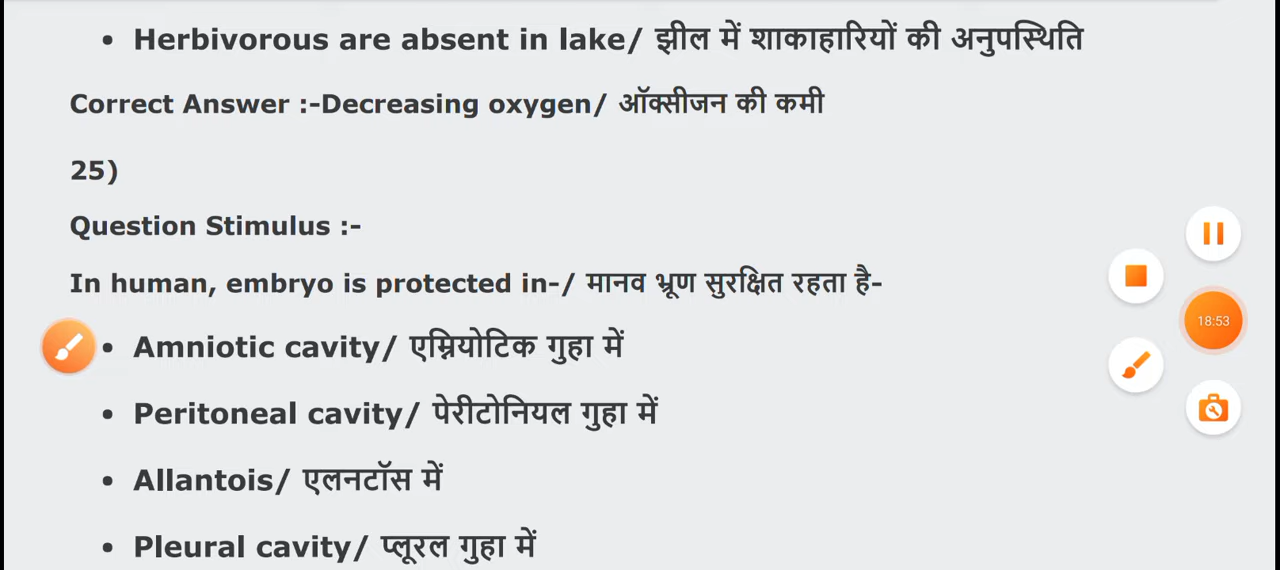 • Herbivorous are absent in lake/ झील में शाकाहारियों की अनुपस्थिति
Correct Answer :-Decreasing oxygen/ ऑक्सीजन की कमी
25)
Question Stimulus :-
In human, embryo is protected in-/ मानव भ्रूण सुरक्षित रहता है-
• Amniotic cavity/ एम्नियोटिक गुहा में
• Peritoneal cavity/ पेरीटोनियल गुहा में
• Allantois/ एलनटॉस में
• Pleural cavity/ प्लूरल गुहा में
18:53